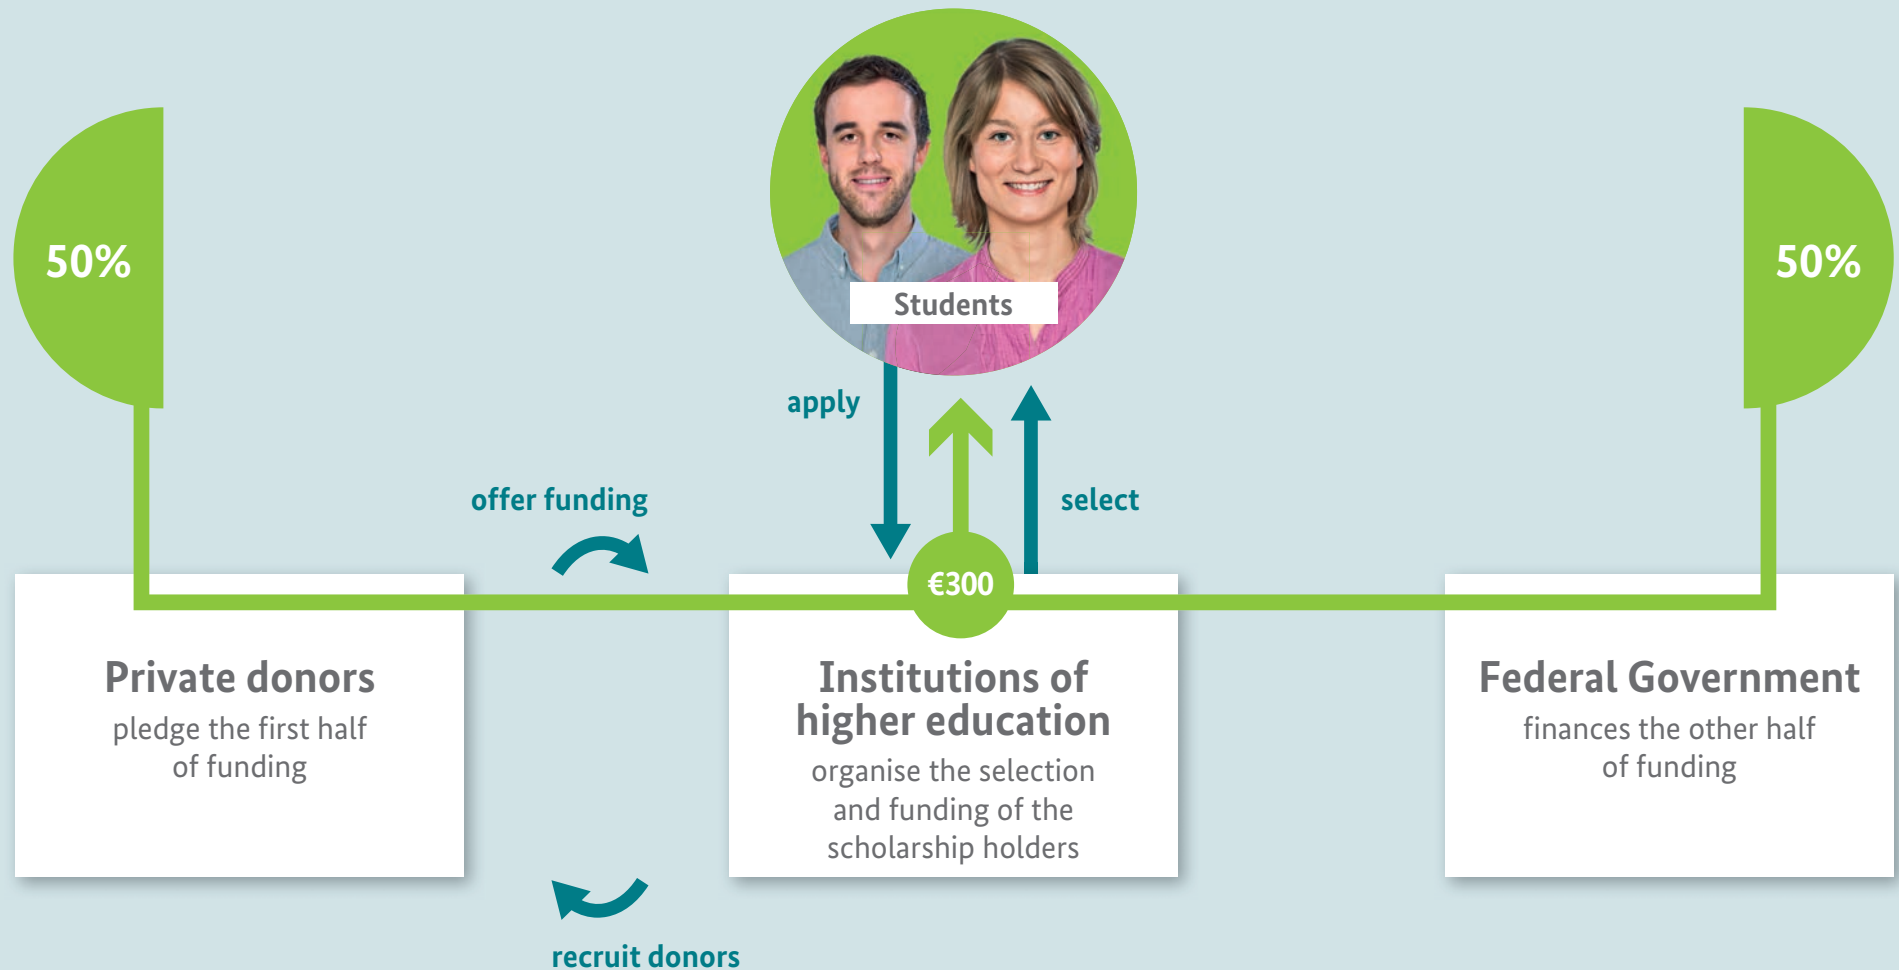 50%
50%
Students
apply
offer funding
select
€300
Private donors
pledge the first half
of funding
Institutions of
higher education
organise the selection
and funding of the
scholarship holders
Federal Government
finances the other half
of funding
recruit donors